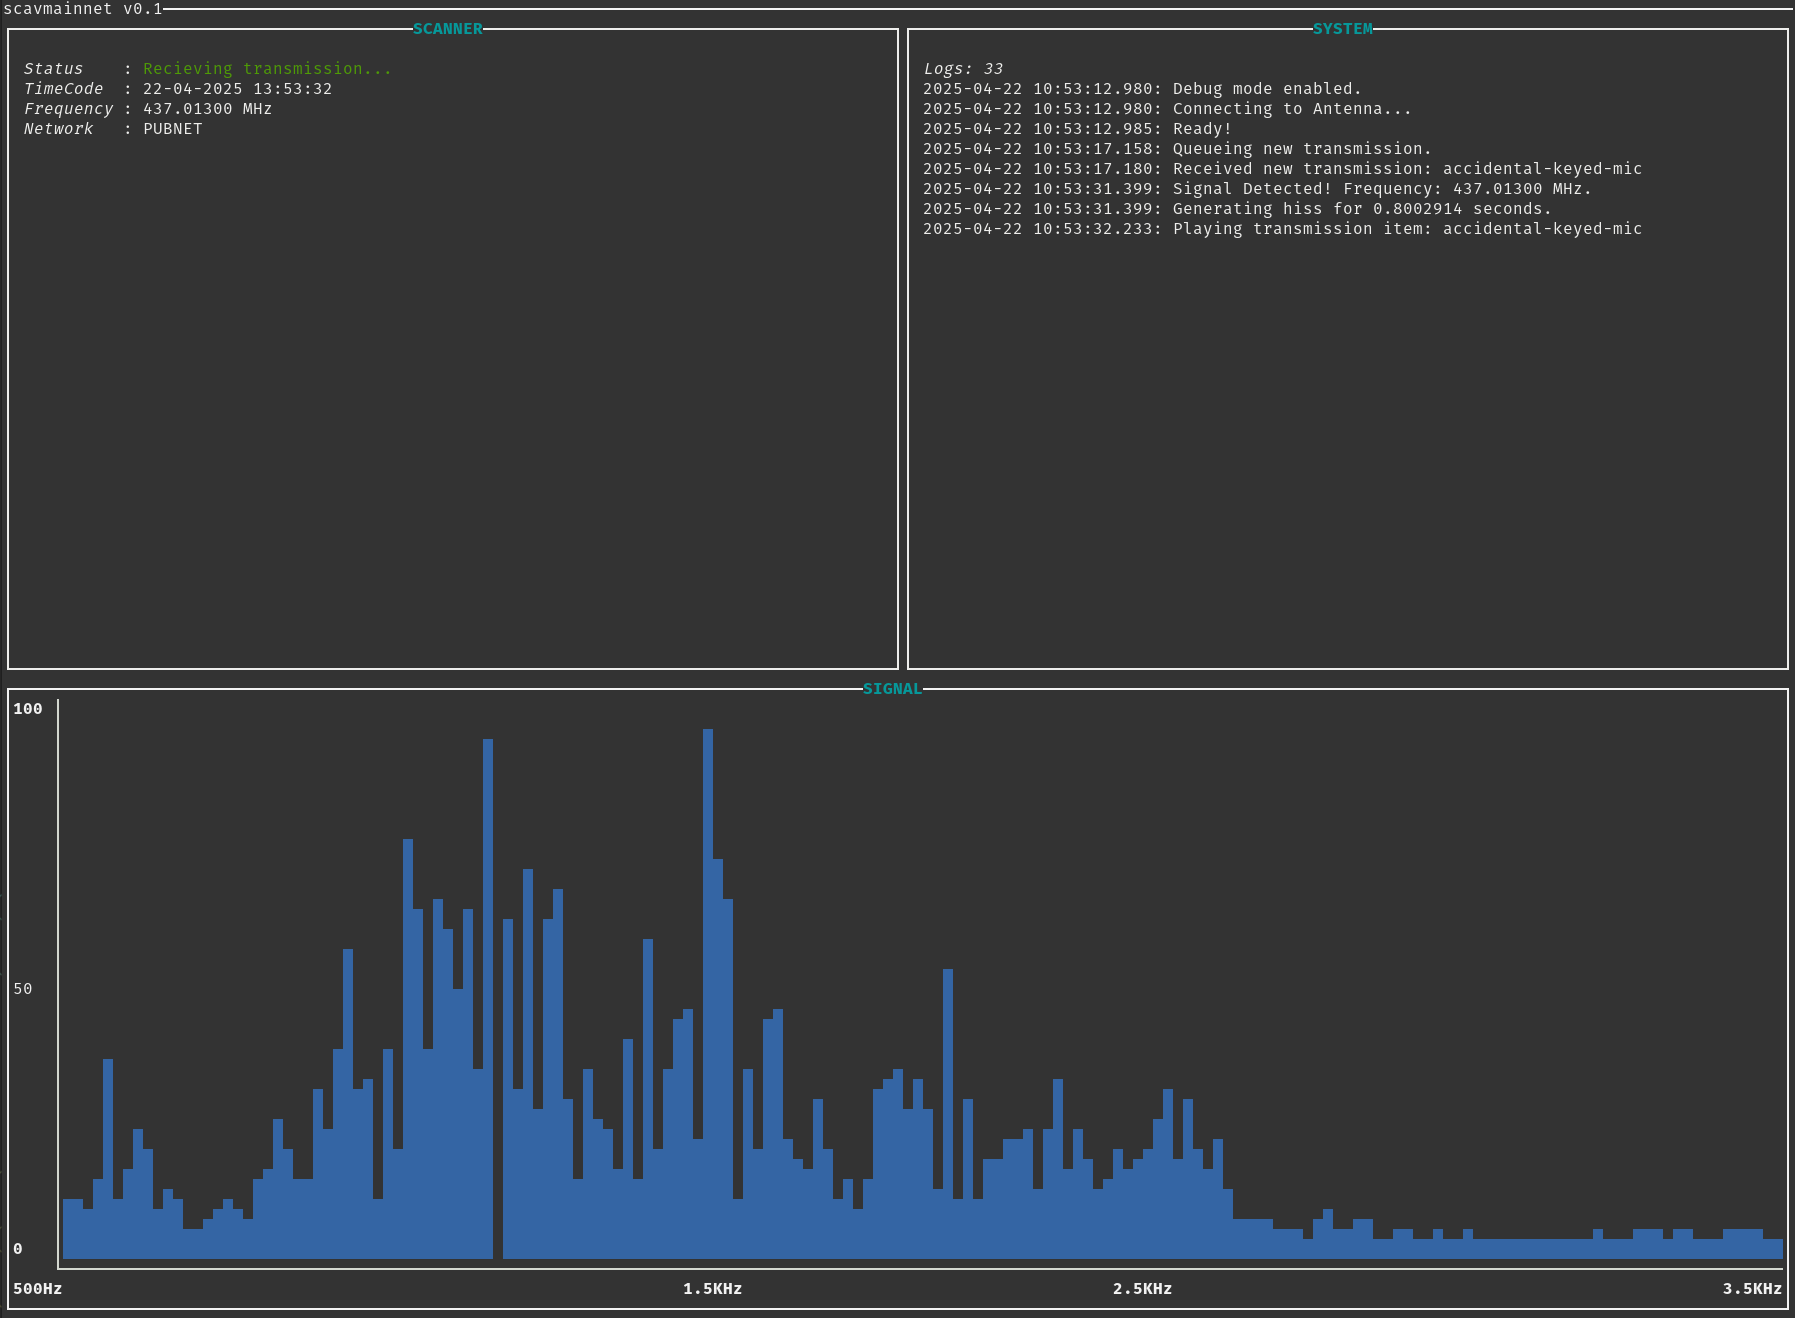 scavmainnet v0.1
SCANNER
Status    : Recieving transmission...
TimeCode  : 22-04-2025 13:53:32
Frequency : 437.01300 MHz
Network   : PUBNET
SYSTEM
Logs: 33
2025-04-22 10:53:12.980: Debug mode enabled.
2025-04-22 10:53:12.980: Connecting to Antenna...
2025-04-22 10:53:12.985: Ready!
2025-04-22 10:53:17.158: Queueing new transmission.
2025-04-22 10:53:17.180: Received new transmission: accidental-keyed-mic
2025-04-22 10:53:31.399: Signal Detected! Frequency: 437.01300 MHz.
2025-04-22 10:53:31.399: Generating hiss for 0.8002914 seconds.
2025-04-22 10:53:32.233: Playing transmission item: accidental-keyed-mic
SIGNAL
100
50
0
500Hz 1.5KHz 2.5KHz 3.5KHz